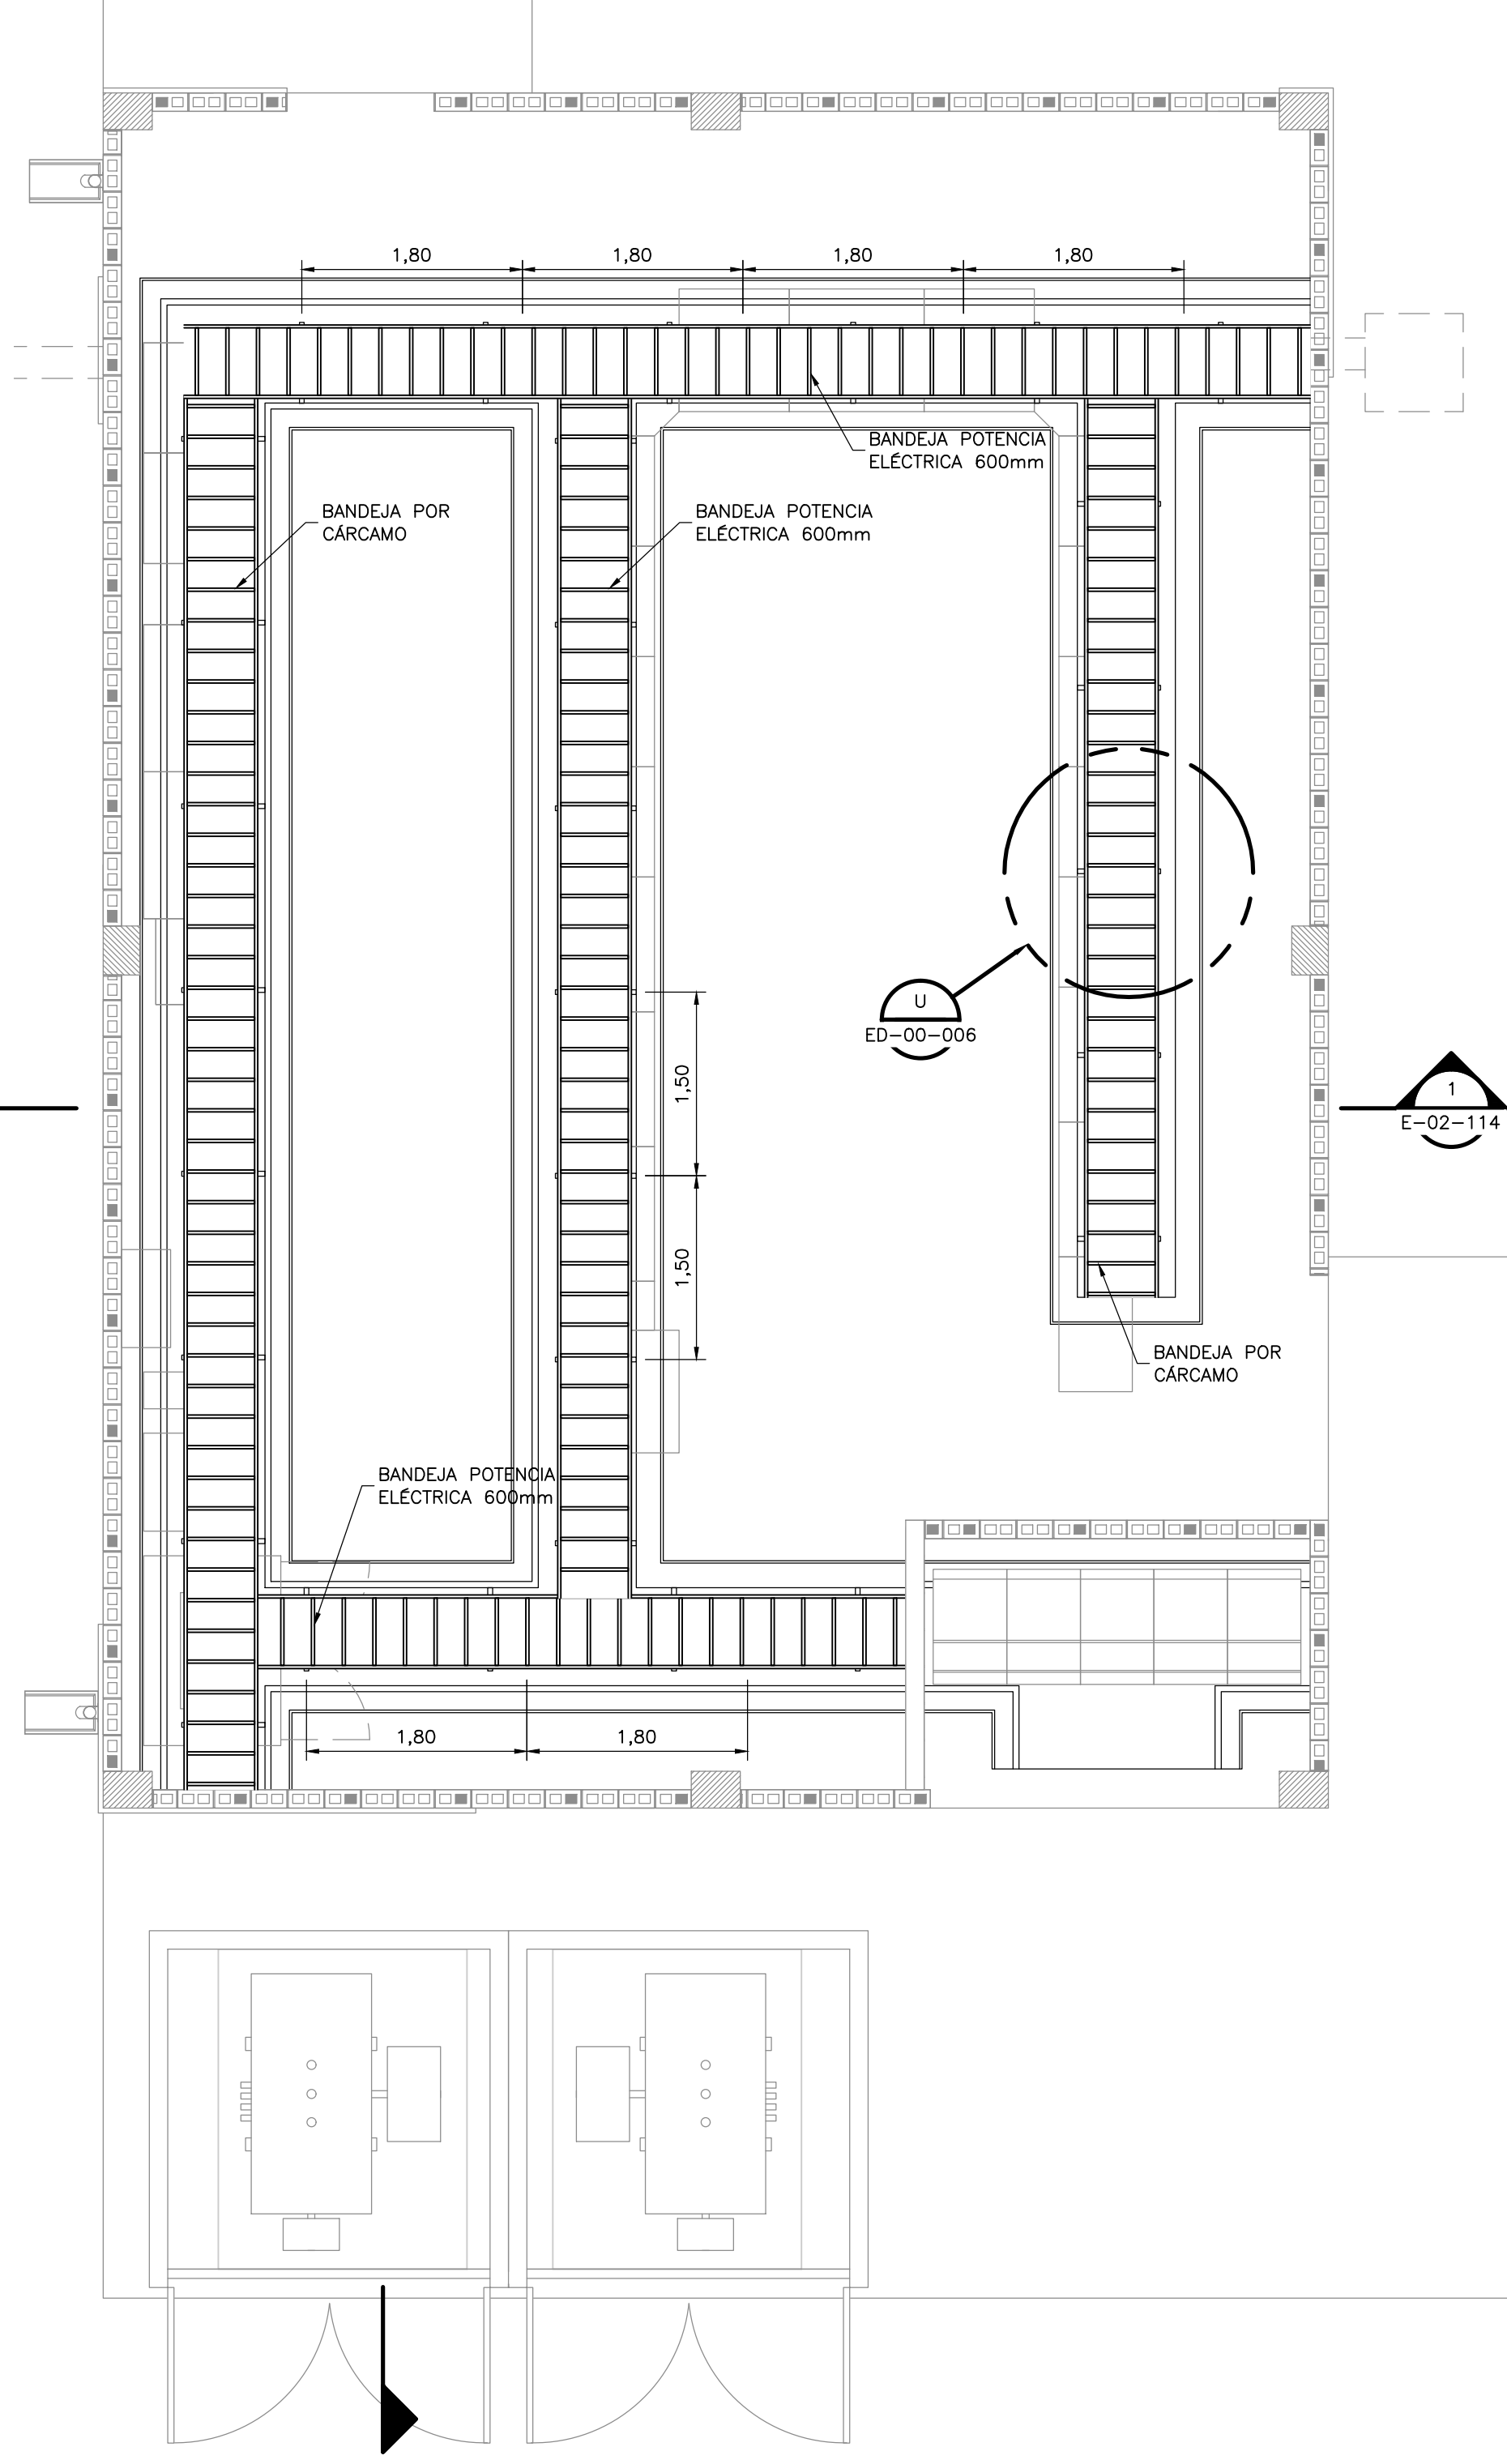 1,80
1,80
1,80
1,80
BANDEJA POTENCIA
ELÉCTRICA 600mm
BANDEJA POR
CÁRCAMO
BANDEJA POTENCIA
ELÉCTRICA 600mm
U
ED-00-006
1,50
1
E-02-114
1,50
BANDEJA POR
CÁRCAMO
BANDEJA POTENCIA
ELÉCTRICA 600mm
1,80
1,80